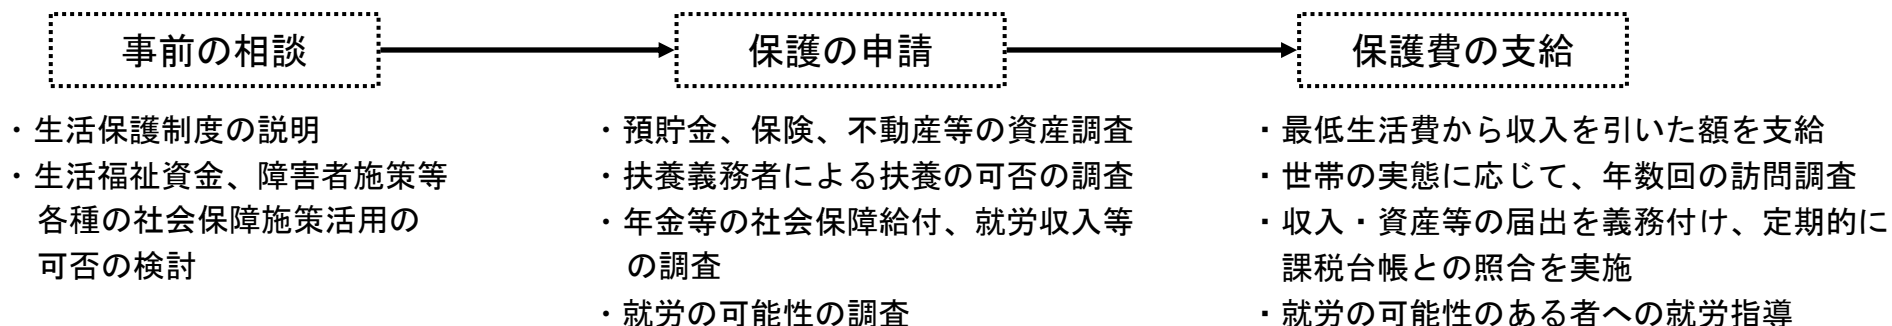 事前の相談
保護の申請
保護費の支給
・生活保護制度の説明
・生活福祉資金、障害者施策等
各種の社会保障施策活用の
可否の検討
・預貯金、保険、不動産等の資産調査
・扶養義務者による扶養の可否の調査
・年金等の社会保障給付、就労収入等
の調査
・就労の可能性の調査
・最低生活費から収入を引いた額を支給
・世帯の実態に応じて、年数回の訪問調査
・収入・資産等の届出を義務付け、定期的に
課税台帳との照合を実施
・就労の可能性のある者への就労指導